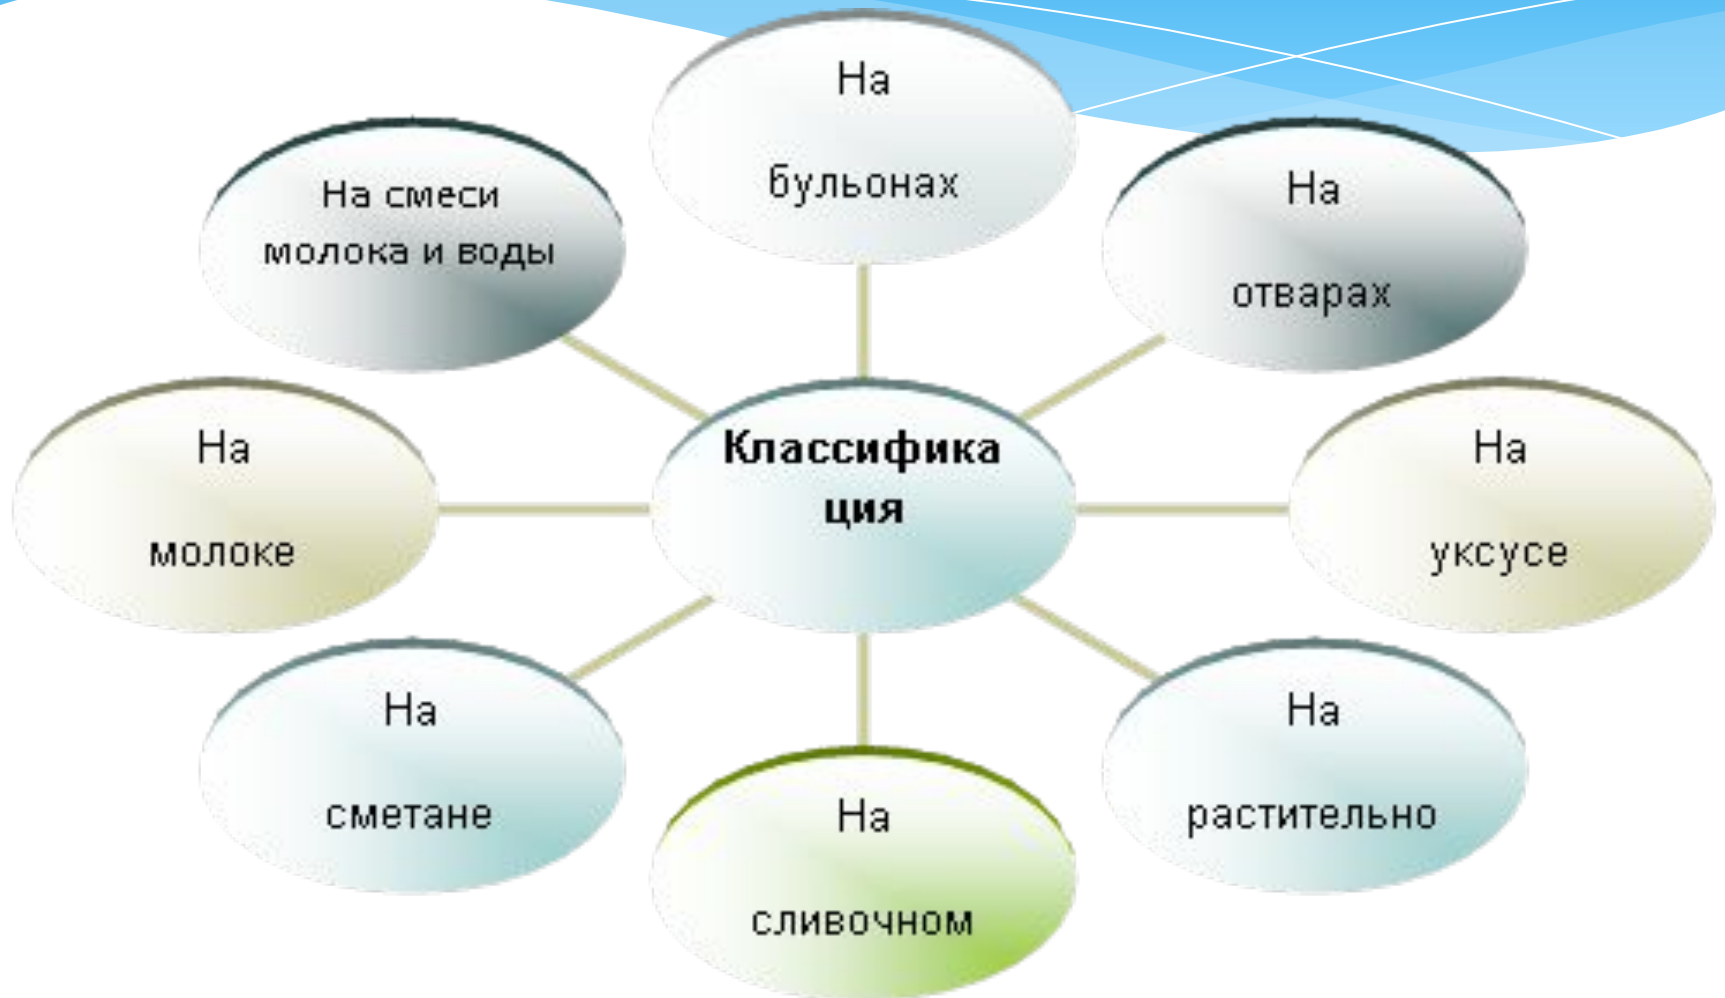 На
бульонах
На смеси
молока и воды
На
отварах
На
молоке
Классифика
ция
На
уксусе
На
сметане
На
растительно
На
сливочном